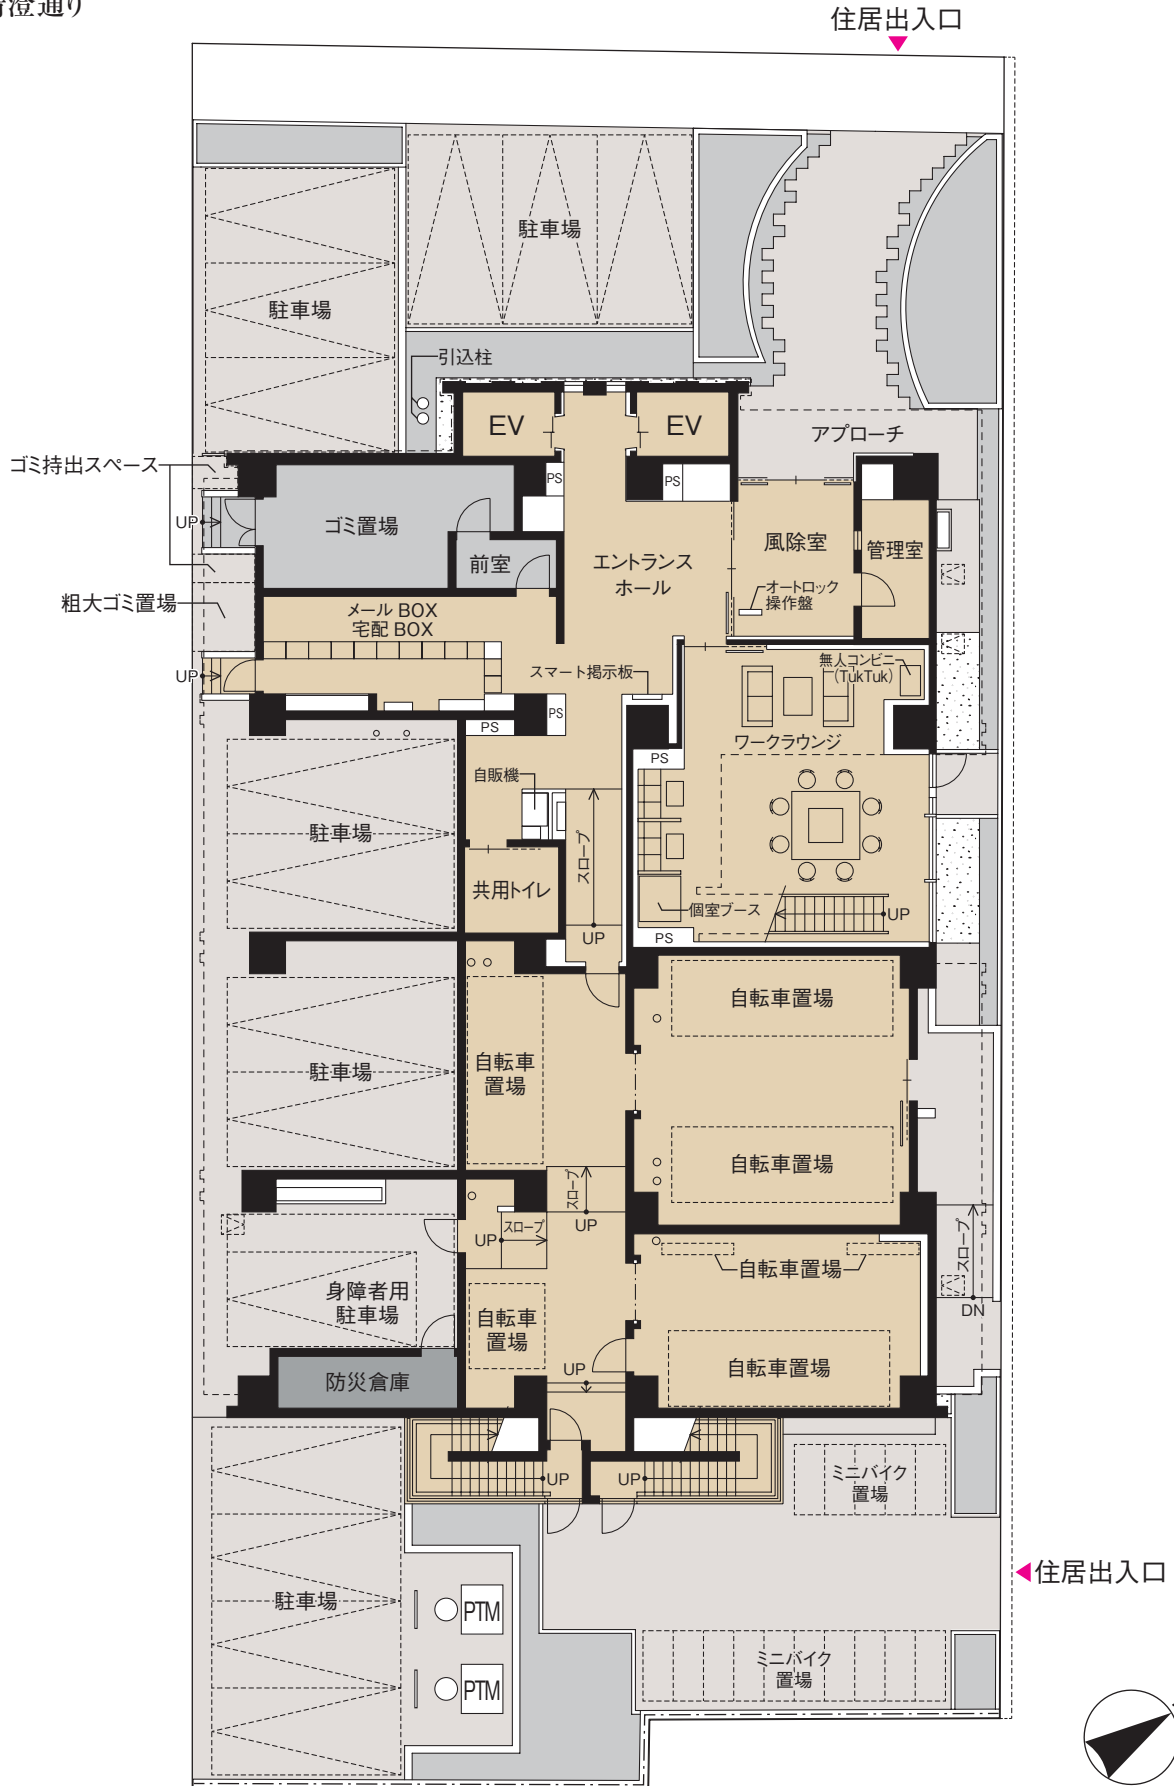 清澄通り
住居出入口
駐車場
駐車場
引込柱
EV
EV
アプローチ
ゴミ持出スペース
PS
PS
UP
ゴミ置場
前室
エントランス
ホール
風除室
管理室
オートロック
操作盤
粗大ゴミ置場
メール BOX
宅配 BOX
UP
スマート掲示板
無人コンビニ
(TukTuk)
PS
PS
ワークラウンジ
PS
自販機
駐車場
スロープ
共用トイレ
個室ブース
UP
UP
PS
自転車置場
駐車場
自転車
置場
自転車置場
スロープ
UP
スロープ
UP
スロープ
DN
自転車置場
身障者用
駐車場
自転車
置場
自転車置場
UP
防災倉庫
UP
UP
ミニバイク
置場
住居出入口
駐車場
PTM
ミニバイク
置場
PTM